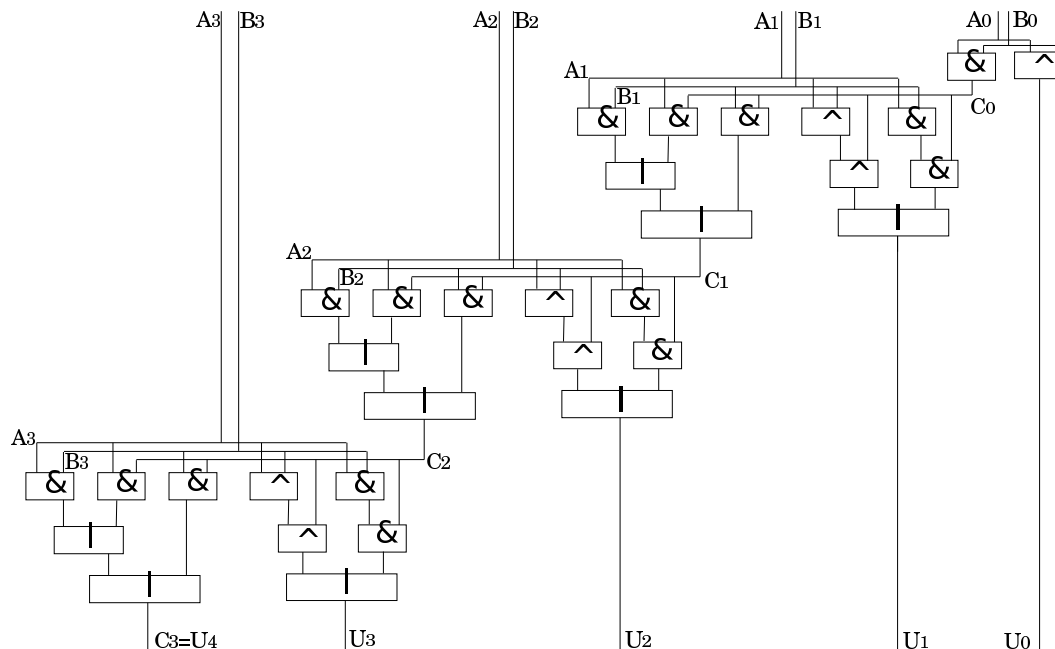 A3 B3 A2 B2 A1 B1 A0 B0
& ^
A1
B1 C0
& & & ^ &
| ^ &
| |
A2
B2 C1
& & & ^ &
| ^ &
| |
A3
B3 C2
& & & ^ &
| ^ &
| |
C3=U4 U3 U2 U1 U0